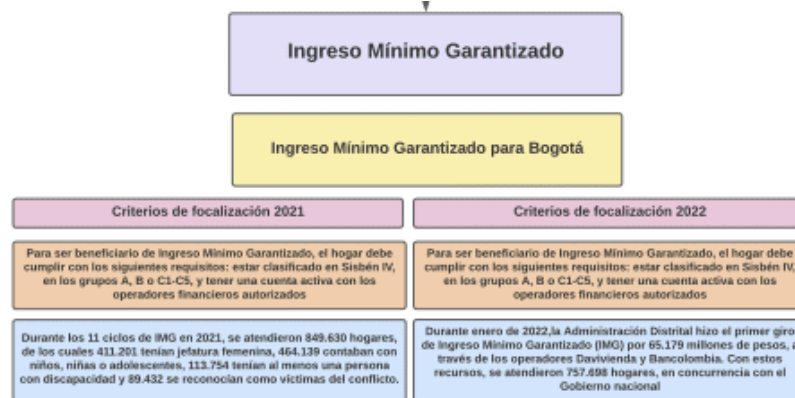 Ingreso Mínimo Garantizado
Ingreso Mínimo Garantizado para Bogotá
Criterios de focalización 2021
Para ser beneficiario de Ingreso Mínimo Garantizado, el hogar debe
cumplir con los siguientes requisitos: estar clasificado en Sisbén IV,
en los grupos A, B o C1-C5, y tener una cuenta activa con los
operadores financieros autorizados
Durante los 11 ciclos de IMG en 2021, se atendieron 849.630 hogares,
de los cuales 411.201 tenían jefatura femenina, 464.139 contaban con
niños, niñas o adolescentes, 113.754 tenían al menos una persona
con discapacidad y 89.432 se reconocían como víctimas del conflicto.
Criterios de focalización 2022
Para ser beneficiario de Ingreso Mínimo Garantizado, el hogar debe
cumplir con los siguientes requisitos: estar clasificado en Sisbén IV,
en los grupos A, B o C1-C5, y tener una cuenta activa con los
operadores financieros autorizados
Durante enero de 2022,la Administración Distrital hizo el primer giro
de Ingreso Mínimo Garantizado (IMG) por 65.179 millones de pesos, a
través de los operadores Davivienda y Bancolombia. Con estos
recursos, se atendieron 757.698 hogares, en concurrencia con el
Gobierno nacional